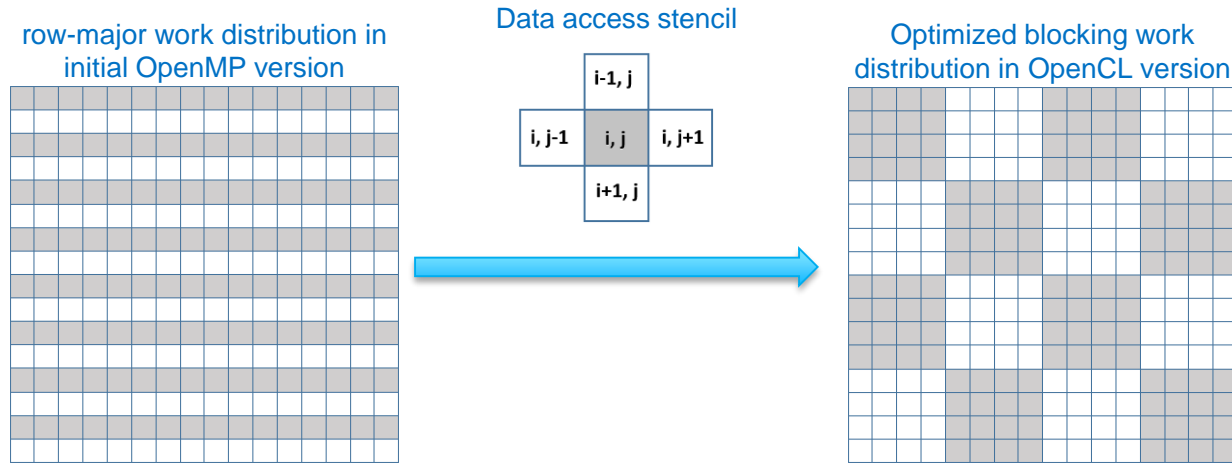 row-major work distribution in
initial OpenMP version
Data access stencil
i-1, j
i, j-1
i, j
i, j+1
i+1, j
Optimized blocking work
distribution in OpenCL version